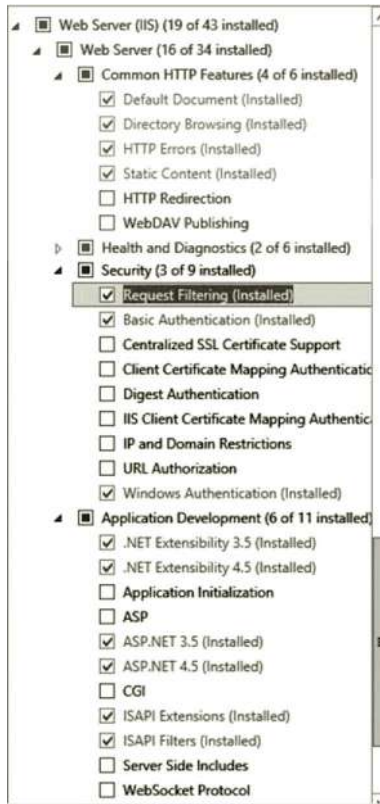 Web Server (IIS) (19 of 43 installed)
Web Server (16 of 34 installed)
Common HTTP Features (4 of 6 installed)
Default Document (Installed)
Directory Browsing (Installed)
HTTP Errors (Installed)
Static Content (Installed)
HTTP Redirection
WebDAV Publishing
Health and Diagnostics (2 of 6 installed)
Security (3 of 9 installed)
Request Filtering (Installed)
Basic Authentication (Installed)
Centralized SSL Certificate Support
Client Certificate Mapping Authenticatic
Digest Authentication
IIS Client Certificate Mapping Authentic
IP and Domain Restrictions
URL Authorization
Windows Authentication (Installed)
Application Development (6 of 11 installed)
.NET Extensibility 3.5 (Installed)
.NET Extensibility 4.5 (Installed)
Application Initialization
ASP
ASP.NET 3.5 (Installed)
ASP.NET 4.5 (Installed)
CGI
ISAPI Extensions (Installed)
ISAPI Filters (Installed)
Server Side Includes
WebSocket Protocol